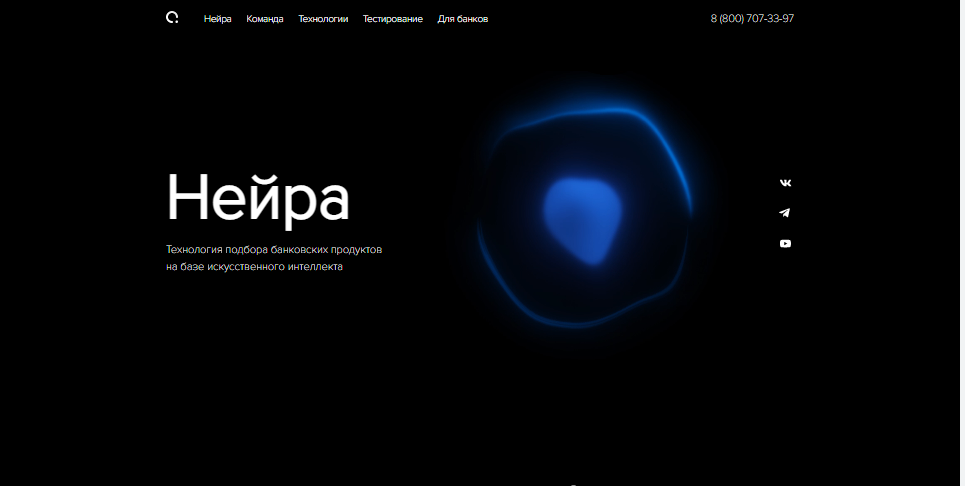 Нейра Команда Технологии Тестирование Для банков 8 (800) 707-33-97
Нейра
Технология подбора банковских продуктов
на базе искусственного интеллекта